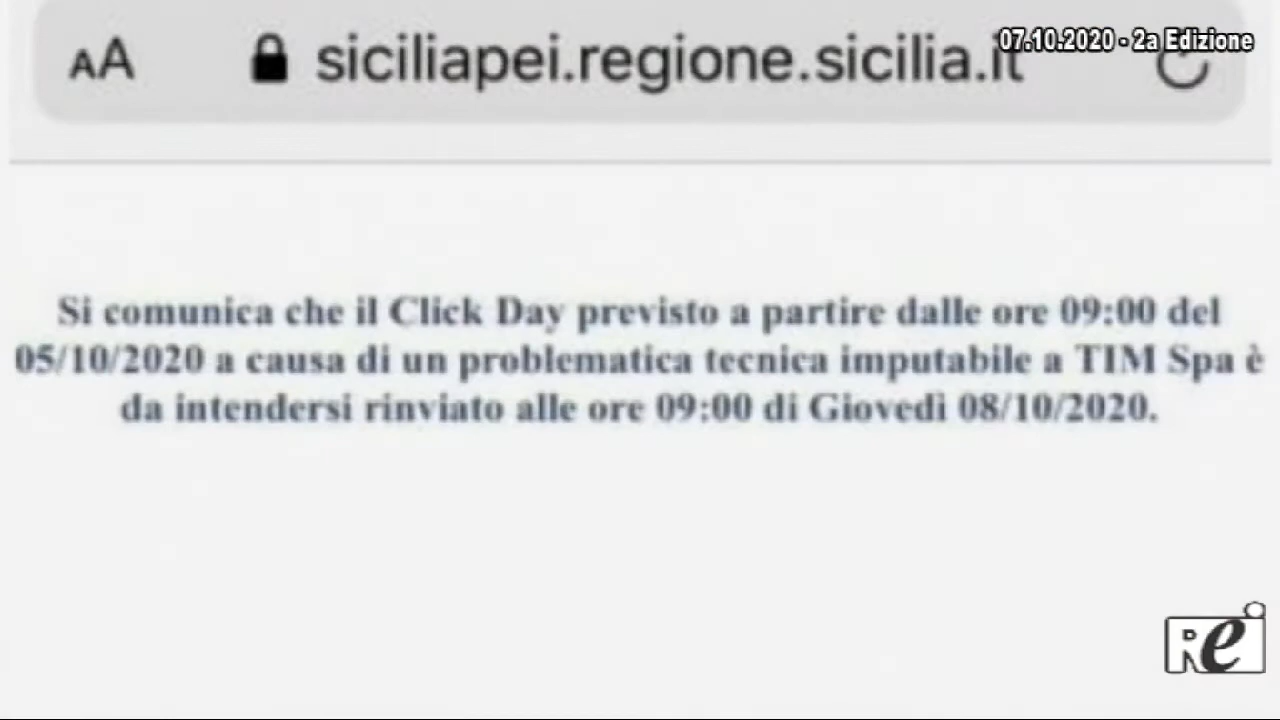 07.10.2020 - 2a Edizione
AA siciliapei.regione.sicilia.it
Si comunica che il Click Day previsto a partire dalle ore 09:00 del
05/10/2020 a causa di un problematica tecnica imputabile a TIM Spa è
da intendersi rinviato alle ore 09:00 di Giovedì 08/10/2020.
Rei